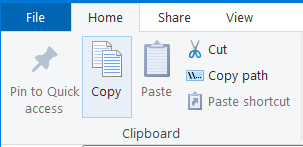 File Home Share View
Pin to Quick access
Copy
Paste
Cut
Copy path
Paste shortcut
Clipboard